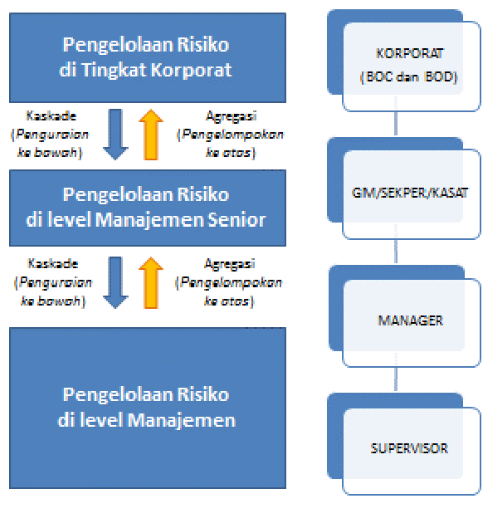 Pengelolaan Risiko
di Tingkat Korporat
Kaskade
(Penguraian
ke bawah)
Agregasi
(Pengelompokan
ke atas)
Pengelolaan Risiko
di level Manajemen Senior
Kaskade
(Penguraian
ke bawah)
Agregasi
(Pengelompokan
ke atas)
Pengelolaan Risiko
di level Manajemen
KORPORAT
(BOC dan BOD)
GM/SEKPER/KASAT
MANAGER
SUPERVISOR